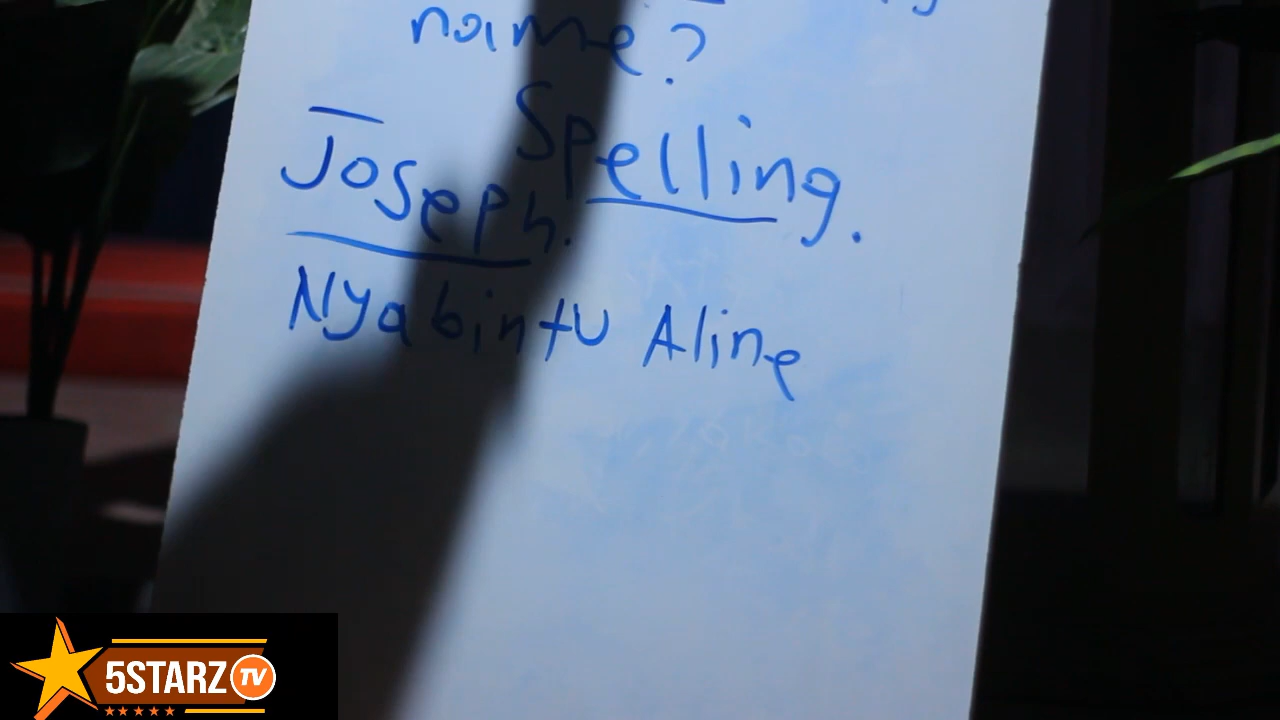 name?
Spelling.
Joseph.
Nyabintu Aline
5STARZ TV